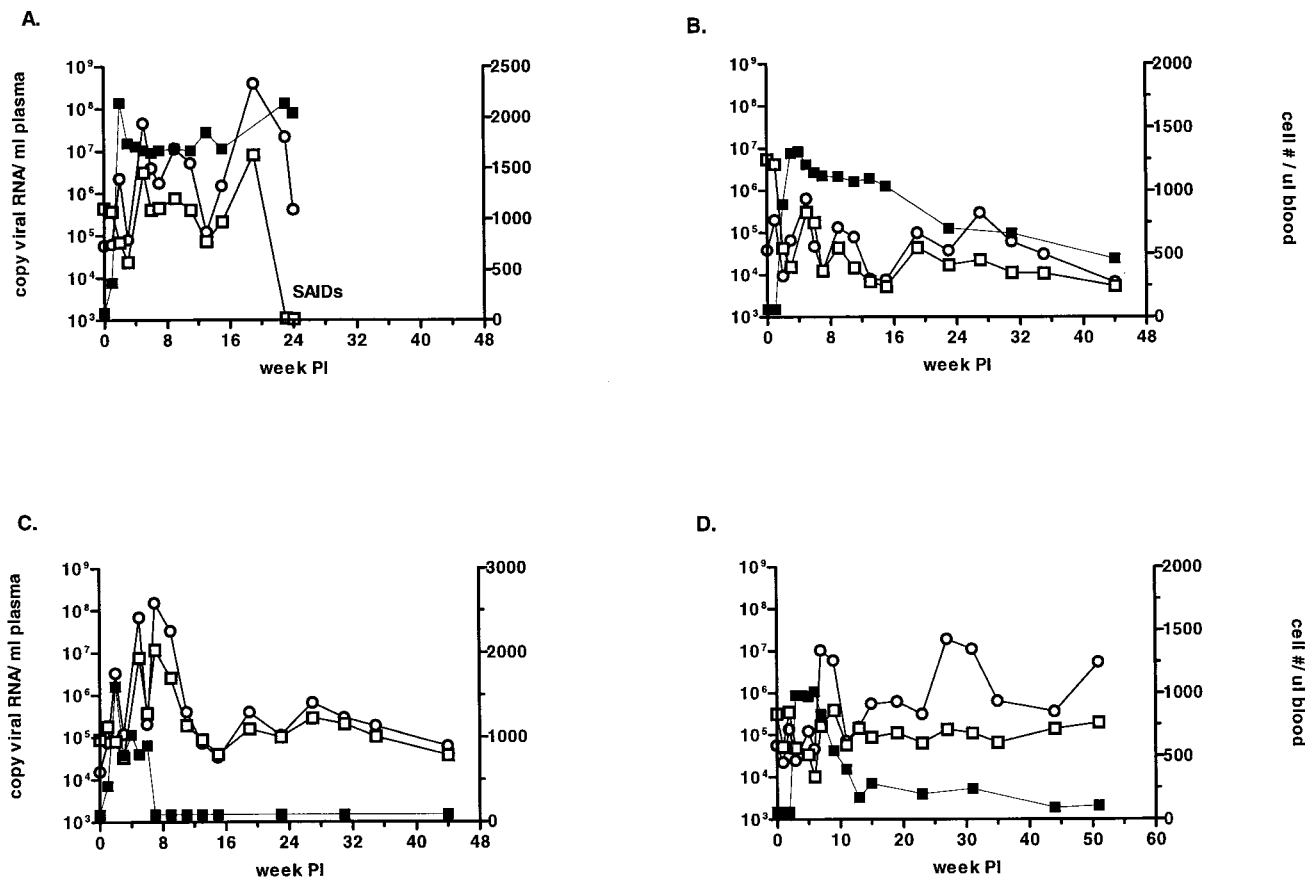 A.
copy viral RNA/ ml plasma
10⁹
10⁸
10⁷
10⁶
10⁵
10⁴
10³
2500
2000
1500
1000
500
0
SAIDs
0 8 16 24 32 40 48
week PI
B.
10⁹
10⁸
10⁷
10⁶
10⁵
10⁴
10³
2000
1500
1000
500
0
cell # / ul blood
0 8 16 24 32 40 48
week PI
C.
copy viral RNA/ ml plasma
10⁹
10⁸
10⁷
10⁶
10⁵
10⁴
10³
3000
2000
1000
0
0 8 16 24 32 40 48
week PI
D.
10⁹
10⁸
10⁷
10⁶
10⁵
10⁴
10³
2000
1500
1000
500
0
cell #/ ul blood
0 10 20 30 40 50 60
week PI